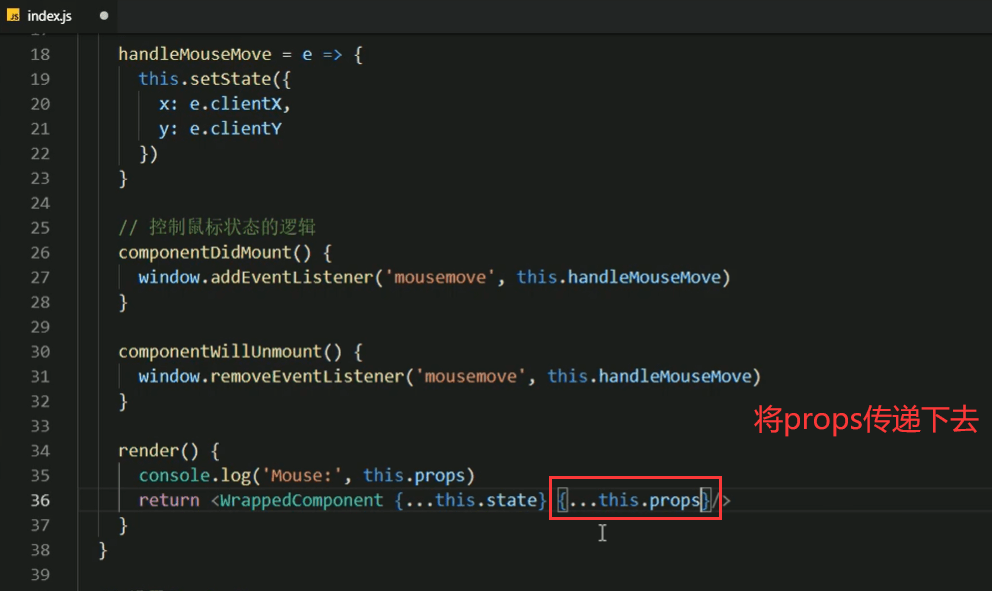 JS index.js
18 handleMouseMove = e => {
19 this.setState({
20 x: e.clientX,
21 y: e.clientY
22 })
23 }
24
25 // 控制鼠标状态的逻辑
26 componentDidMount() {
27 window.addEventListener('mousemove', this.handleMouseMove)
28 }
29
30 componentWillUnmount() {
31 window.removeEventListener('mousemove', this.handleMouseMove)
32 }
33
将props传递下去
34 render() {
35 console.log('Mouse:', this.props)
36 return <WrappedComponent {...this.state} {...this.props}/>
37 }
38 }
39